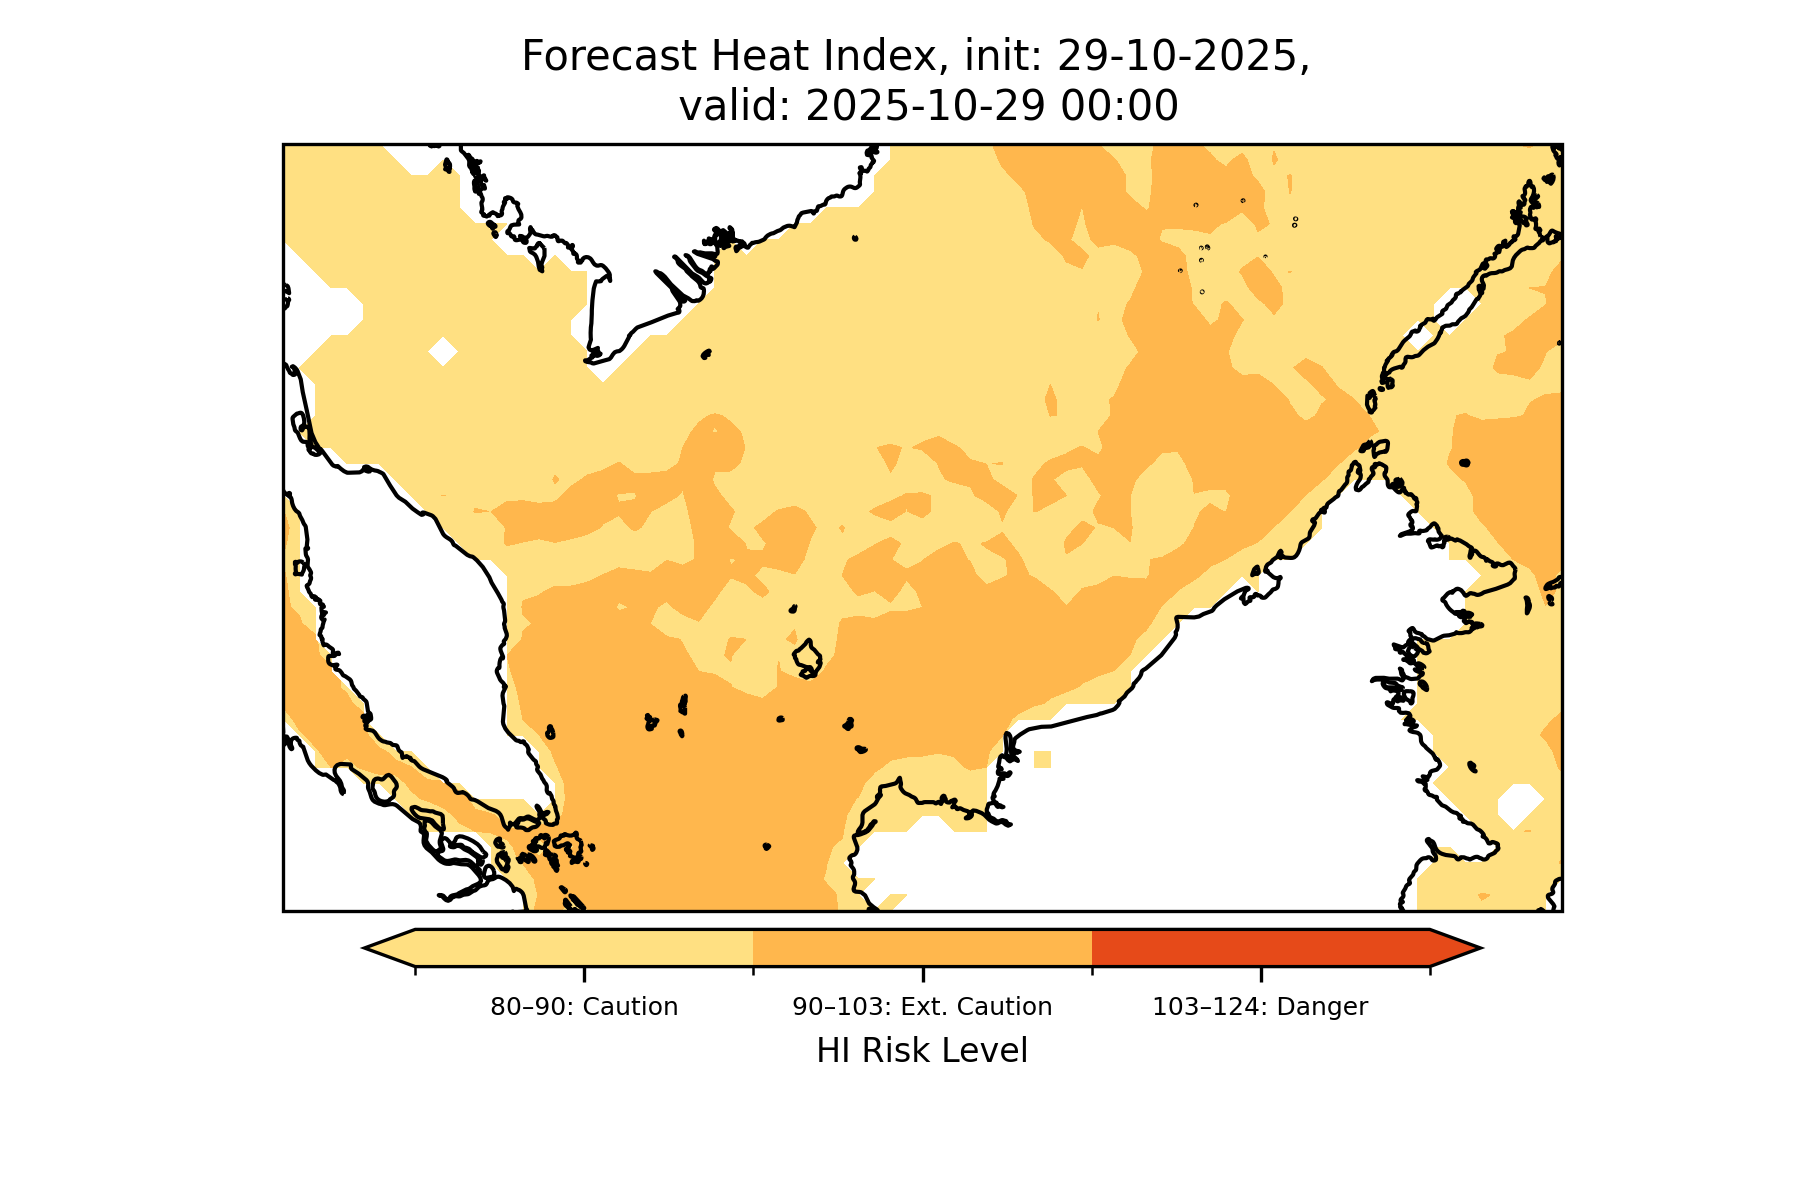 Forecast Heat Index, init: 29-10-2025,
valid: 2025-10-29 00:00
80–90: Caution
90–103: Ext. Caution
103–124: Danger
HI Risk Level